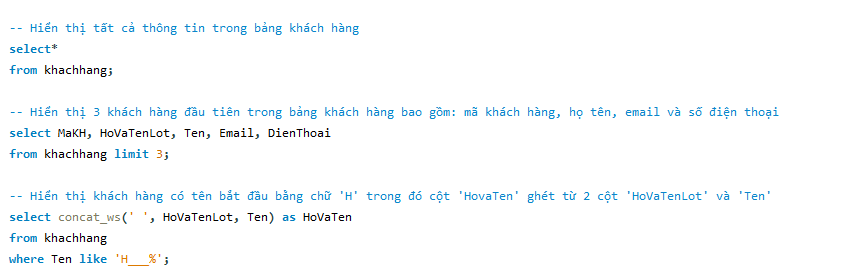 -- Hiển thị tất cả thông tin trong bảng khách hàng
select*
from khachhang;
-- Hiển thị 3 khách hàng đầu tiên trong bảng khách hàng bao gồm: mã khách hàng, họ tên, email và số điện thoại
select MaKH, HoVaTenLot, Ten, Email, DienThoai
from khachhang limit 3;
-- Hiển thị khách hàng có tên bắt đầu bằng chữ 'H' trong đó cột 'HovaTen' ghét từ 2 cột 'HoVaTenLot' và 'Ten'
select concat_ws(' ', HoVaTenLot, Ten) as HoVaTen
from khachhang
where Ten like 'H___%';